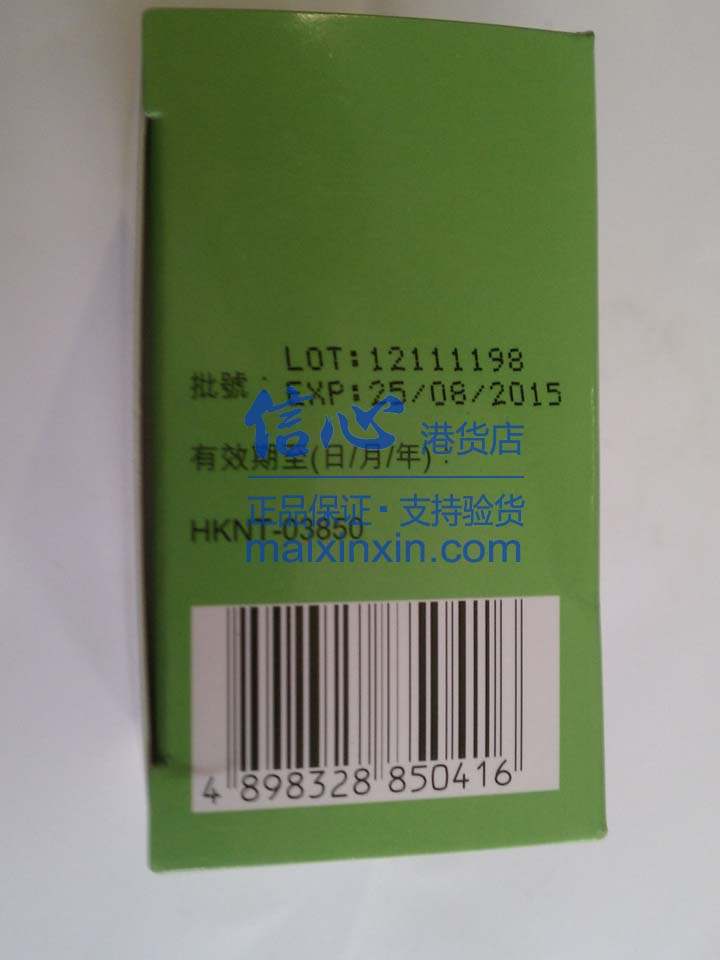 LOT:12111198
批號: EXP:25/08/2015
信心 港货店
有效期至(日/月/年):
正品保证·支持验货
HKNT-03850
maixinxin.com
4 898328 850416